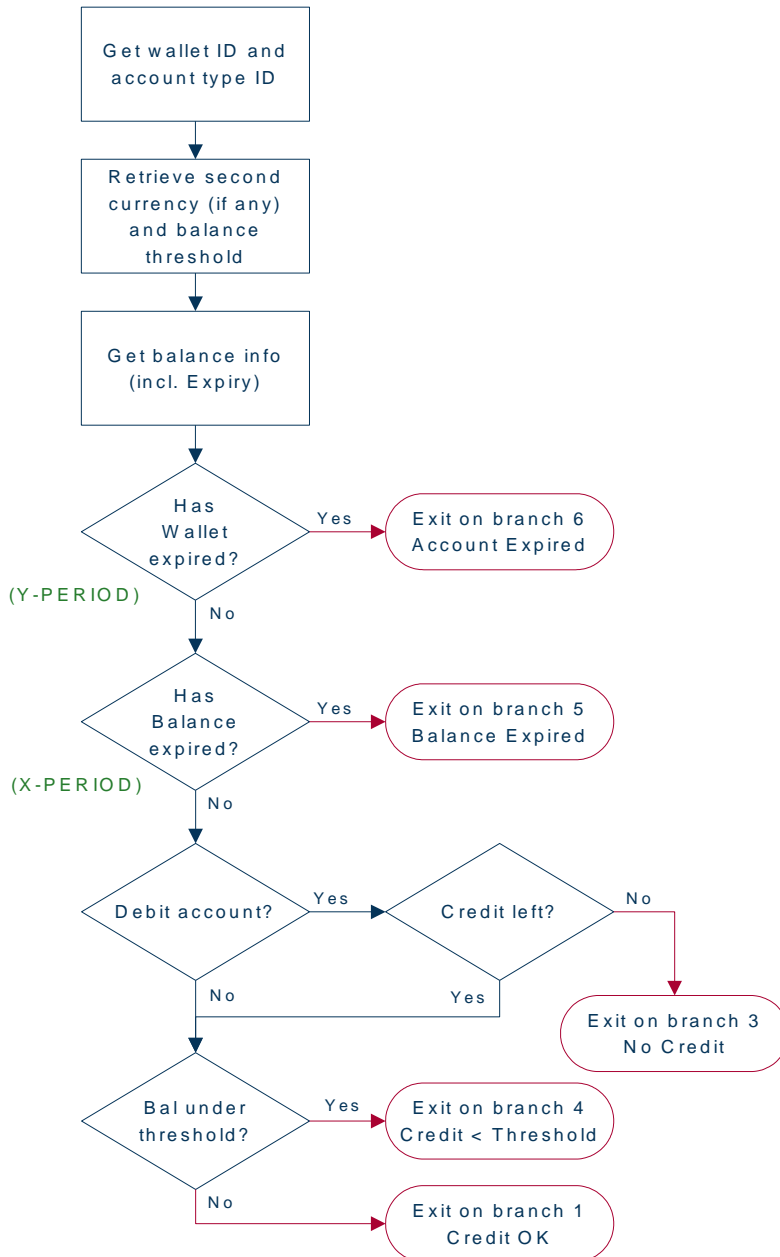 Get wallet ID and
account type ID
Retrieve second
currency (if any)
and balance
threshold
Get balance info
(incl. Expiry)
Has
Wallet
expired?
Yes
Exit on branch 6
Account Expired
(Y-PERIOD)
No
Has
Balance
expired?
Yes
Exit on branch 5
Balance Expired
(X-PERIOD)
No
Debit account?
Yes
Credit left?
No
No
Yes
Exit on branch 3
No Credit
Bal under
threshold?
Yes
Exit on branch 4
Credit < Threshold
No
Exit on branch 1
Credit OK